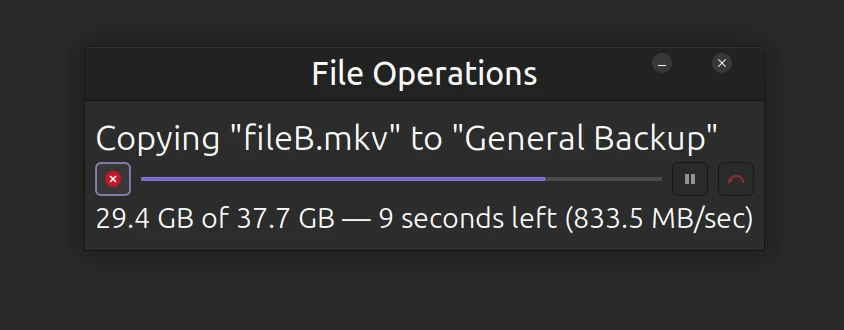 File Operations
Copying "fileB.mkv" to "General Backup"
29.4 GB of 37.7 GB — 9 seconds left (833.5 MB/sec)